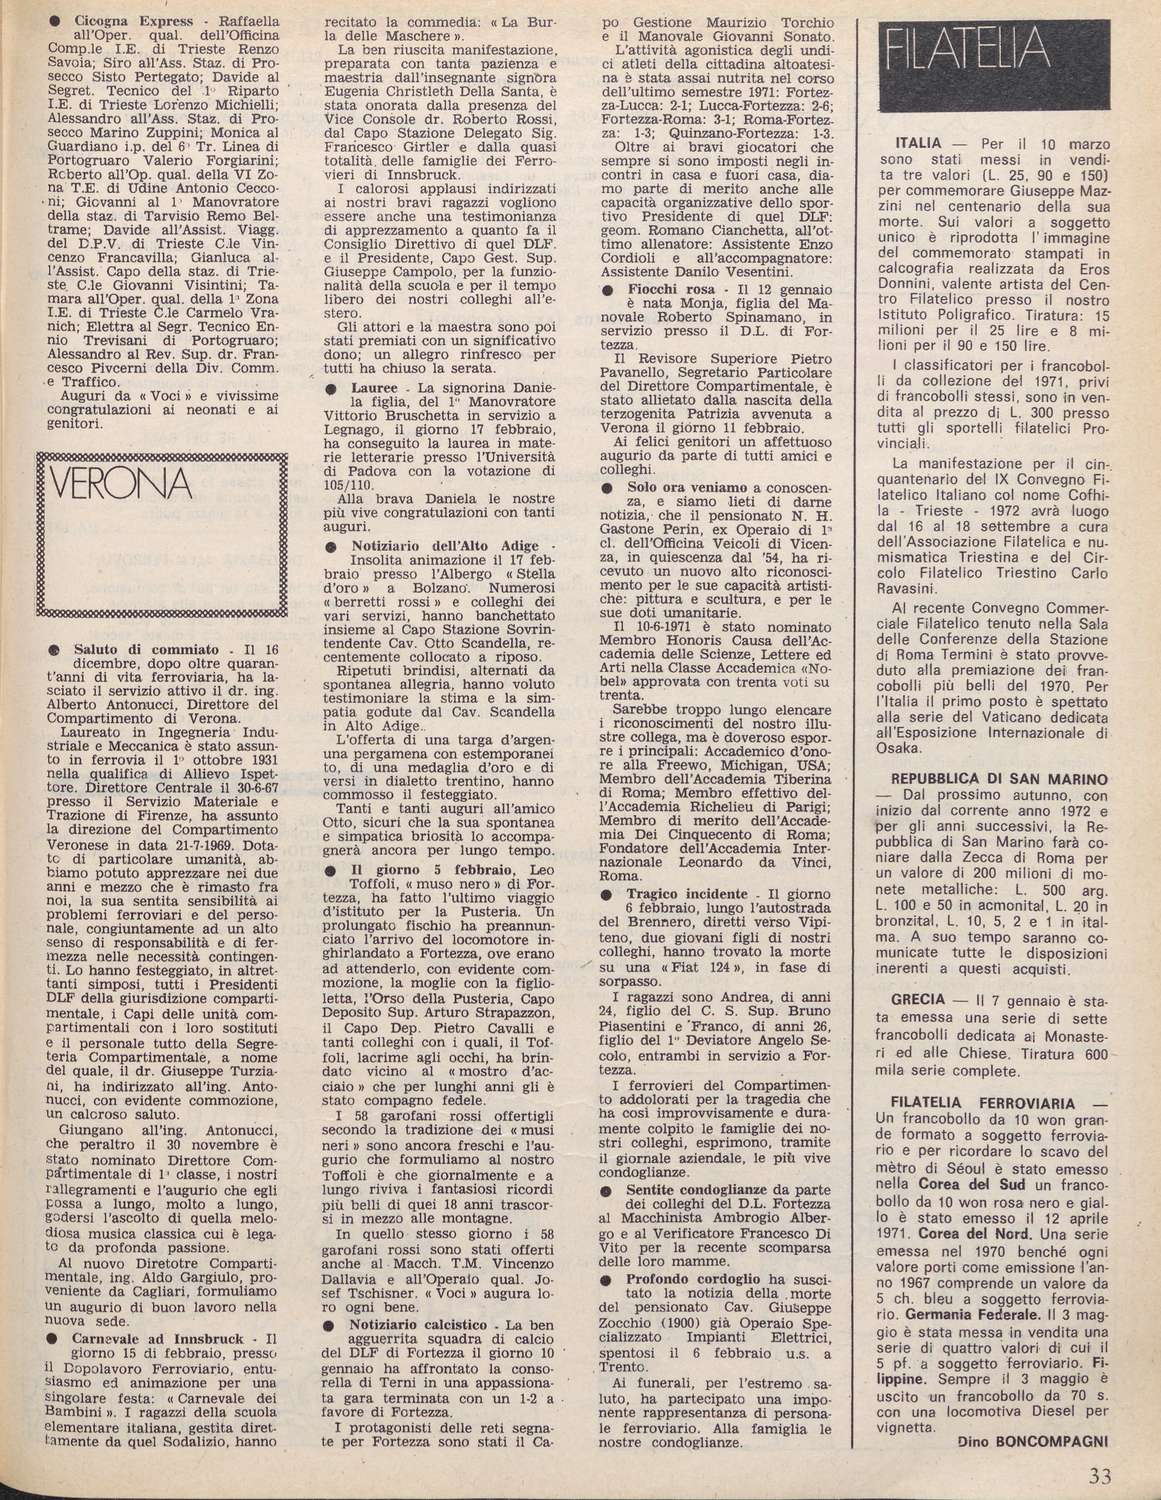 ● Cicogna Express - Raffaella
all'Oper. qual. dell'Officina
Comp.le I.E. di Trieste Renzo
Savoia; Siro all'Ass. Staz. di Pro-
secco Sisto Pertegato; Davide al
Segret. Tecnico del 1º Riparto
I.E. di Trieste Lorenzo Michielli;
Alessandro all'Ass. Staz. di Pro-
secco Marino Zuppini; Monica al
Guardiano i.p. del 6º Tr. Linea di
Portogruaro Valerio Forgiarini;
Roberto all'Op. qual. della VI Zo-
na T.E. di Udine Antonio Cecco-
ni; Giovanni al 1º Manovratore
della staz. di Tarvisio Remo Bel-
trame; Davide all'Assist. Viagg.
del D.P.V. di Trieste C.le Vin-
cenzo Francavilla; Gianluca al-
l'Assist. Capo della staz. di Trie-
ste C.le Giovanni Visintini; Ta-
mara all'Oper. qual. della 1ª Zona
I.E. di Trieste C.le Carmelo Vra-
nich; Elettra al Segr. Tecnico En-
nio Trevisani di Portogruaro;
Alessandro al Rev. Sup. dr. Fran-
cesco Pivcerni della Div. Comm.
e Traffico.
Auguri da «Voci» e vivissime
congratulazioni ai neonati e ai
genitori.
VERONA
● Saluto di commiato - Il 16
dicembre, dopo oltre quaran-
t'anni di vita ferroviaria, ha la-
sciato il servizio attivo il dr. ing.
Alberto Antonucci, Direttore del
Compartimento di Verona.
Laureato in Ingegneria Indu-
striale e Meccanica è stato assun-
to in ferrovia il 1º ottobre 1931
nella qualifica di Allievo Ispet-
tore. Direttore Centrale il 30-6-67
presso il Servizio Materiale e
Trazione di Firenze, ha assunto
la direzione del Compartimento
Veronese in data 21-7-1969. Dota-
to di particolare umanità, ab-
biamo potuto apprezzare nei due
anni e mezzo che è rimasto fra
noi, la sua sentita sensibilità ai
problemi ferroviari e del perso-
nale, congiuntamente ad un alto
senso di responsabilità e di fer-
mezza nelle necessità contingen-
ti. Lo hanno festeggiato, in altret-
tanti simposi, tutti i Presidenti
DLF della giurisdizione comparti-
mentale, i Capi delle unità com-
partimentali con i loro sostituti
e il personale tutto della Segre-
teria Compartimentale, a nome
del quale, il dr. Giuseppe Turzia-
ni, ha indirizzato all'ing. Anto-
nucci, con evidente commozione,
un caloroso saluto.
Giungano all'ing. Antonucci,
che peraltro il 30 novembre è
stato nominato Direttore Com-
partimentale di 1ª classe, i nostri
rallegramenti e l'augurio che egli
possa a lungo, molto a lungo,
godersi l'ascolto di quella melo-
diosa musica classica cui è lega-
to da profonda passione.
Al nuovo Diretotre Comparti-
mentale, ing. Aldo Gargiulo, pro-
veniente da Cagliari, formuliamo
un augurio di buon lavoro nella
nuova sede.
● Carnevale ad Innsbruck - Il
giorno 15 di febbraio, presso
il Dopolavoro Ferroviario, entu-
siasmo ed animazione per una
singolare festa: «Carnevale dei
Bambini». I ragazzi della scuola
elementare italiana, gestita diret-
tamente da quel Sodalizio, hanno
recitato la commedia: «La Bur-
la delle Maschere».
La ben riuscita manifestazione,
preparata con tanta pazienza e
maestria dall'insegnante signora
Eugenia Christleth Della Santa, è
stata onorata dalla presenza del
Vice Console dr. Roberto Rossi,
dal Capo Stazione Delegato Sig.
Francesco Girtler e dalla quasi
totalità delle famiglie dei Ferro-
vieri di Innsbruck.
I calorosi applausi indirizzati
ai nostri bravi ragazzi vogliono
essere anche una testimonianza
di apprezzamento a quanto fa il
Consiglio Direttivo di quel DLF.
e il Presidente, Capo Gest. Sup.
Giuseppe Campolo, per la funzio-
nalità della scuola e per il tempo
libero dei nostri colleghi all'e-
stero.
Gli attori e la maestra sono poi
stati premiati con un significativo
dono; un allegro rinfresco per
tutti ha chiuso la serata.
● Lauree - La signorina Danie-
la figlia, del 1º Manovratore
Vittorio Bruschetta in servizio a
Legnago, il giorno 17 febbraio,
ha conseguito la laurea in mate-
rie letterarie presso l'Università
di Padova con la votazione di
105/110.
Alla brava Daniela le nostre
più vive congratulazioni con tanti
auguri.
● Notiziario dell'Alto Adige -
Insolita animazione il 17 feb-
braio presso l'Albergo «Stella
d'oro» a Bolzano. Numerosi
«berretti rossi» e colleghi dei
vari servizi, hanno banchettato
insieme al Capo Stazione Sovrin-
tendente Cav. Otto Scandella, re-
centemente collocato a riposo.
Ripetuti brindisi, alternati da
spontanea allegria, hanno voluto
testimoniare la stima e la sim-
patia godute dal Cav. Scandella
in Alto Adige.
L'offerta di una targa d'argen-
una pergamena con estemporanei
to, di una medaglia d'oro e di
versi in dialetto trentino, hanno
commosso il festeggiato.
Tanti e tanti auguri all'amico
Otto, sicuri che la sua spontanea
e simpatica briosità lo accompa-
gnerà ancora per lungo tempo.
● Il giorno 5 febbraio, Leo
Toffoli, «muso nero» di For-
tezza, ha fatto l'ultimo viaggio
d'istituto per la Pusteria. Un
prolungato fischio ha preannun-
ciato l'arrivo del locomotore in-
ghirlandato a Fortezza, ove erano
ad attenderlo, con evidente com-
mozione, la moglie con la figlio-
letta, l'Orso della Pusteria, Capo
Deposito Sup. Arturo Strapazzon,
il Capo Dep. Pietro Cavalli e
tanti colleghi con i quali, il Tof-
foli, lacrime agli occhi, ha brin-
dato vicino al «mostro d'ac-
ciaio» che per lunghi anni gli è
stato compagno fedele.
I 58 garofani rossi offertigli
secondo la tradizione dei «musi
neri» sono ancora freschi e l'au-
gurio che formuliamo al nostro
Toffoli è che giornalmente e a
lungo riviva i fantasiosi ricordi
più belli di quei 18 anni trascor-
si in mezzo alle montagne.
In quello stesso giorno i 58
garofani rossi sono stati offerti
anche al Macch. T.M. Vincenzo
Dallavia e all'Operaio qual. Jo-
sef Tschisner. «Voci» augura lo-
ro ogni bene.
● Notiziario calcistico - La ben
agguerrita squadra di calcio
del DLF di Fortezza il giorno 10
gennaio ha affrontato la conso-
rella di Terni in una appassiona-
ta gara terminata con un 1-2 a
favore di Fortezza.
I protagonisti delle reti segna-
te per Fortezza sono stati il Ca-
po Gestione Maurizio Torchio
e il Manovale Giovanni Sonato.
L'attività agonistica degli undi-
ci atleti della cittadina altoatesi-
na è stata assai nutrita nel corso
dell'ultimo semestre 1971: Fortez-
za-Lucca: 2-1; Lucca-Fortezza: 2-6;
Fortezza-Roma: 3-1; Roma-Fortez-
za: 1-3; Quinzano-Fortezza: 1-3.
Oltre ai bravi giocatori che
sempre si sono imposti negli in-
contri in casa e fuori casa, dia-
mo parte di merito anche alle
capacità organizzative dello spor-
tivo Presidente di quel DLF:
geom. Romano Cianchetta, all'ot-
timo allenatore: Assistente Enzo
Cordioli e all'accompagnatore:
Assistente Danilo Vesentini.
● Fiocchi rosa - Il 12 gennaio
è nata Monja, figlia del Ma-
novale Roberto Spinamano, in
servizio presso il D.L. di For-
tezza.
Il Revisore Superiore Pietro
Pavanello, Segretario Particolare
del Direttore Compartimentale, è
stato allietato dalla nascita della
terzogenita Patrizia avvenuta a
Verona il giorno 11 febbraio.
Ai felici genitori un affettuoso
augurio da parte di tutti amici e
colleghi.
● Solo ora veniamo a conoscen-
za, e siamo lieti di darne
notizia, che il pensionato N. H.
Gastone Perin, ex Operaio di 1ª
cl. dell'Officina Veicoli di Vicen-
za, in quiescenza dal '54, ha ri-
cevuto un nuovo alto riconosci-
mento per le sue capacità artisti-
che: pittura e scultura, e per le
sue doti umanitarie.
Il 10-6-1971 è stato nominato
Membro Honoris Causa dell'Ac-
cademia delle Scienze, Lettere ed
Arti nella Classe Accademica «No-
bel» approvata con trenta voti su
trenta.
Sarebbe troppo lungo elencare
i riconoscimenti del nostro illu-
stre collega, ma è doveroso espor-
re i principali: Accademico d'ono-
re alla Freewo, Michigan, USA;
Membro dell'Accademia Tiberina
di Roma; Membro effettivo del-
l'Accademia Richelieu di Parigi;
Membro di merito dell'Accade-
mia Dei Cinquecento di Roma;
Fondatore dell'Accademia Inter-
nazionale Leonardo da Vinci,
Roma.
● Tragico incidente - Il giorno
6 febbraio, lungo l'autostrada
del Brennero, diretti verso Vipi-
teno, due giovani figli di nostri
colleghi, hanno trovato la morte
su una «Fiat 124», in fase di
sorpasso.
I ragazzi sono Andrea, di anni
24, figlio del C. S. Sup. Bruno
Piasentini e Franco, di anni 26,
figlio del 1º Deviatore Angelo Se-
colo, entrambi in servizio a For-
tezza.
I ferrovieri del Compartimen-
to addolorati per la tragedia che
ha così improvvisamente e dura-
mente colpito le famiglie dei no-
stri colleghi, esprimono, tramite
il giornale aziendale, le più vive
condoglianze.
● Sentite condoglianze da parte
dei colleghi del D.L. Fortezza
al Macchinista Ambrogio Alber-
go e al Verificatore Francesco Di
Vito per la recente scomparsa
delle loro mamme.
● Profondo cordoglio ha susci-
tato la notizia della morte
del pensionato Cav. Giuseppe
Zocchio (1900) già Operaio Spe-
cializzato Impianti Elettrici,
spentosi il 6 febbraio u.s. a
Trento.
Ai funerali, per l'estremo sa-
luto, ha partecipato una impo-
nente rappresentanza di persona-
le ferroviario. Alla famiglia le
nostre condoglianze.
FILATELIA
ITALIA — Per il 10 marzo
sono stati messi in vendi-
ta tre valori (L. 25, 90 e 150)
per commemorare Giuseppe Maz-
zini nel centenario della sua
morte. Sui valori a soggetto
unico è riprodotta l'immagine
del commemorato stampati in
calcografia realizzata da Eros
Donnini, valente artista del Cen-
tro Filatelico presso il nostro
Istituto Poligrafico. Tiratura: 15
milioni per il 25 lire e 8 mi-
lioni per il 90 e 150 lire.
I classificatori per i francobol-
li da collezione del 1971, privi
di francobolli stessi, sono in ven-
dita al prezzo di L. 300 presso
tutti gli sportelli filatelici Pro-
vinciali.
La manifestazione per il cin-
quantenario del IX Convegno Fi-
latelico Italiano col nome Cofhi-
la - Trieste - 1972 avrà luogo
dal 16 al 18 settembre a cura
dell'Associazione Filatelica e nu-
mismatica Triestina e del Cir-
colo Filatelico Triestino Carlo
Ravasini.
Al recente Convegno Commer-
ciale Filatelico tenuto nella Sala
delle Conferenze della Stazione
di Roma Termini è stato provve-
duto alla premiazione dei fran-
cobolli più belli del 1970. Per
l'Italia il primo posto è spettato
alla serie del Vaticano dedicata
all'Esposizione Internazionale di
Osaka.
REPUBBLICA DI SAN MARINO
— Dal prossimo autunno, con
inizio dal corrente anno 1972 e
per gli anni successivi, la Re-
pubblica di San Marino farà co-
niare dalla Zecca di Roma per
un valore di 200 milioni di mo-
nete metalliche: L. 500 arg.
L. 100 e 50 in acmonital, L. 20 in
bronzital, L. 10, 5, 2 e 1 in ital-
ma. A suo tempo saranno co-
municate tutte le disposizioni
inerenti a questi acquisti.
GRECIA — Il 7 gennaio è sta-
ta emessa una serie di sette
francobolli dedicata ai Monaste-
ri ed alle Chiese. Tiratura 600
mila serie complete.
FILATELIA FERROVIARIA —
Un francobollo da 10 won gran-
de formato a soggetto ferrovia-
rio e per ricordare lo scavo del
mètro di Séoul è stato emesso
nella Corea del Sud un franco-
bollo da 10 won rosa nero e gial-
lo è stato emesso il 12 aprile
1971. Corea del Nord. Una serie
emessa nel 1970 benché ogni
valore porti come emissione l'an-
no 1967 comprende un valore da
5 ch. bleu a soggetto ferrovia-
rio. Germania Federale. Il 3 mag-
gio è stata messa in vendita una
serie di quattro valori di cui il
5 pf. a soggetto ferroviario. Fi-
lippine. Sempre il 3 maggio è
uscito un francobollo da 70 s.
con una locomotiva Diesel per
vignetta.
Dino BONCOMPAGNI
33